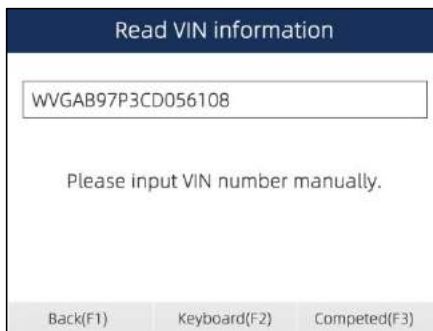 Read VIN information
WVGAB97P3CD056108
Please input VIN number manually.
Back(F1) Keyboard(F2) Competed(F3)